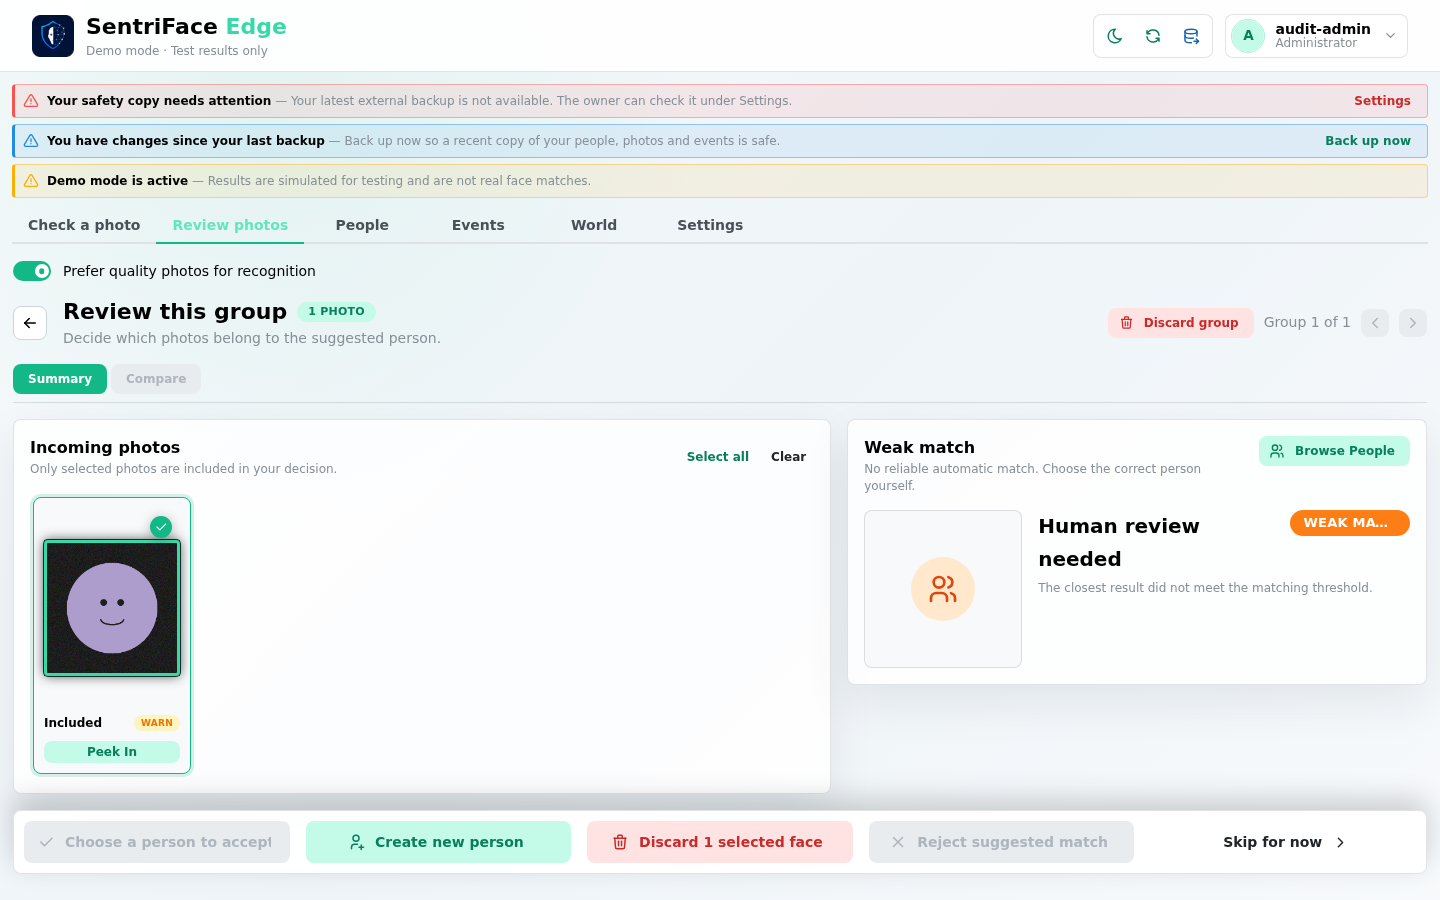 SentriFace Edge
Demo mode · Test results only
A
audit-admin
Administrator
Your safety copy needs attention — Your latest external backup is not available. The owner can check it under Settings.
Settings
You have changes since your last backup — Back up now so a recent copy of your people, photos and events is safe.
Back up now
Demo mode is active — Results are simulated for testing and are not real face matches.
Check a photo
Review photos
People
Events
World
Settings
Prefer quality photos for recognition
Review this group
1 PHOTO
Decide which photos belong to the suggested person.
Discard group
Group 1 of 1
Summary
Compare
Incoming photos
Only selected photos are included in your decision.
Select all
Clear
Included
WARN
Peek In
Weak match
No reliable automatic match. Choose the correct person
yourself.
Browse People
Human review
needed
WEAK MA...
The closest result did not meet the matching threshold.
Choose a person to accept
Create new person
Discard 1 selected face
Reject suggested match
Skip for now